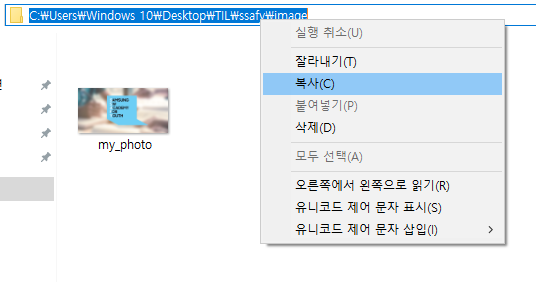 C:₩Users₩Windows 10₩Desktop₩TIL₩ssafy₩image
실행 취소(U)
잘라내기(T)
복사(C)
붙여넣기(P)
삭제(D)
모두 선택(A)
오른쪽에서 왼쪽으로 읽기(R)
유니코드 제어 문자 표시(S)
유니코드 제어 문자 삽입(I)
my_photo